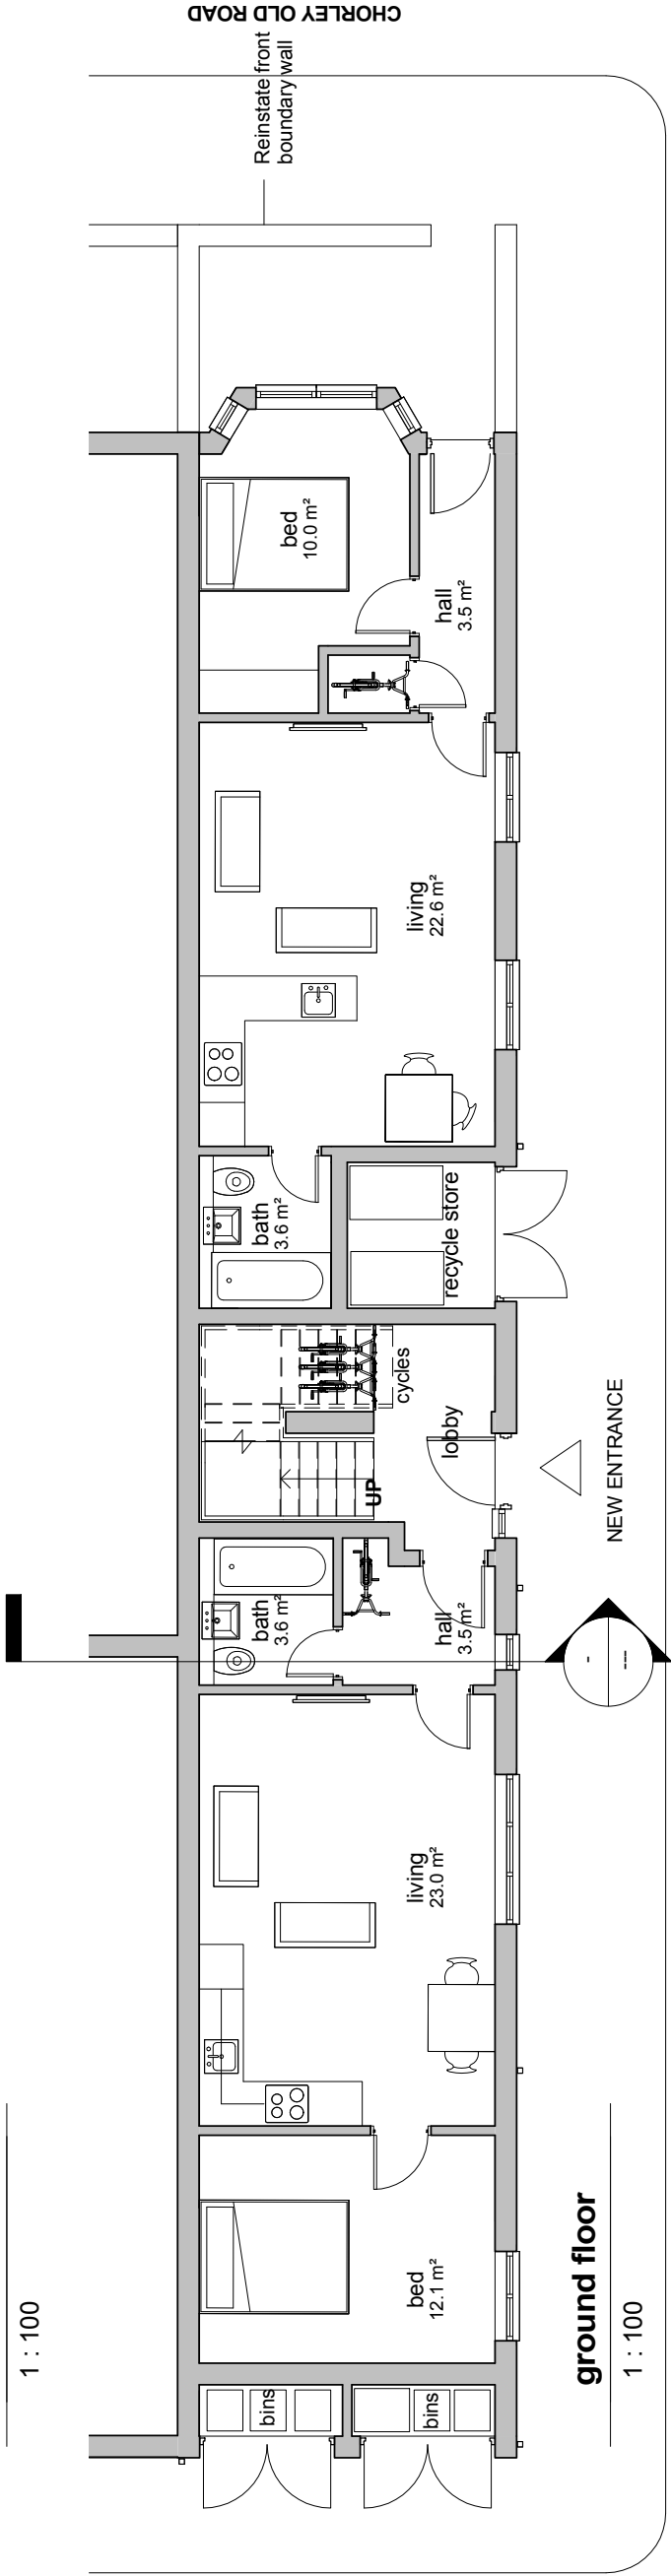 CHORLEY OLD ROAD
Reinstate front
boundary wall
bed
10.0 m²
hall
3.5 m²
living
22.6 m²
bath
3.6 m²
recycle store
cycles
lobby
UP
NEW ENTRANCE
bath
3.6 m²
hall
3.5 m²
-
---
living
23.0 m²
bed
12.1 m²
bins
bins
ground floor
1 : 100
1 : 100